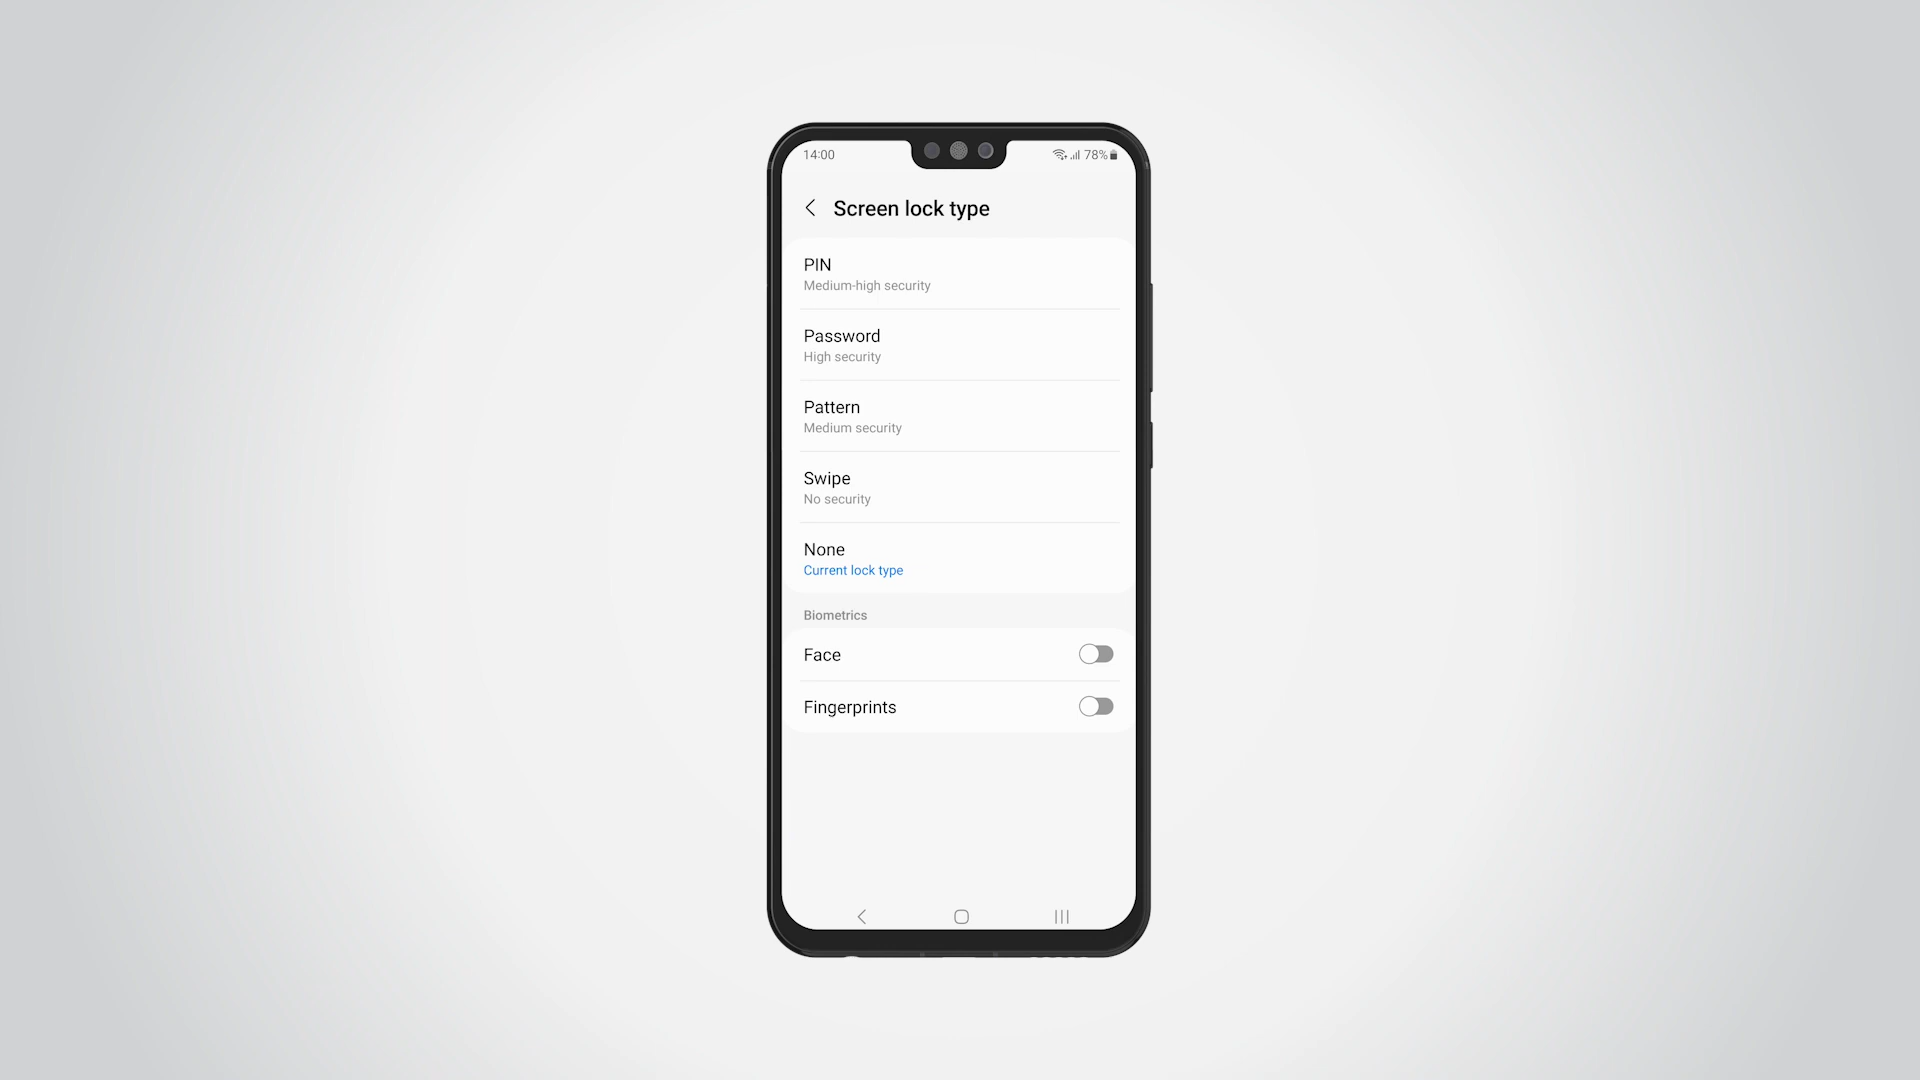 14:00
78%
Screen lock type
PIN
Medium-high security
Password
High security
Pattern
Medium security
Swipe
No security
None
Current lock type
Biometrics
Face
Fingerprints